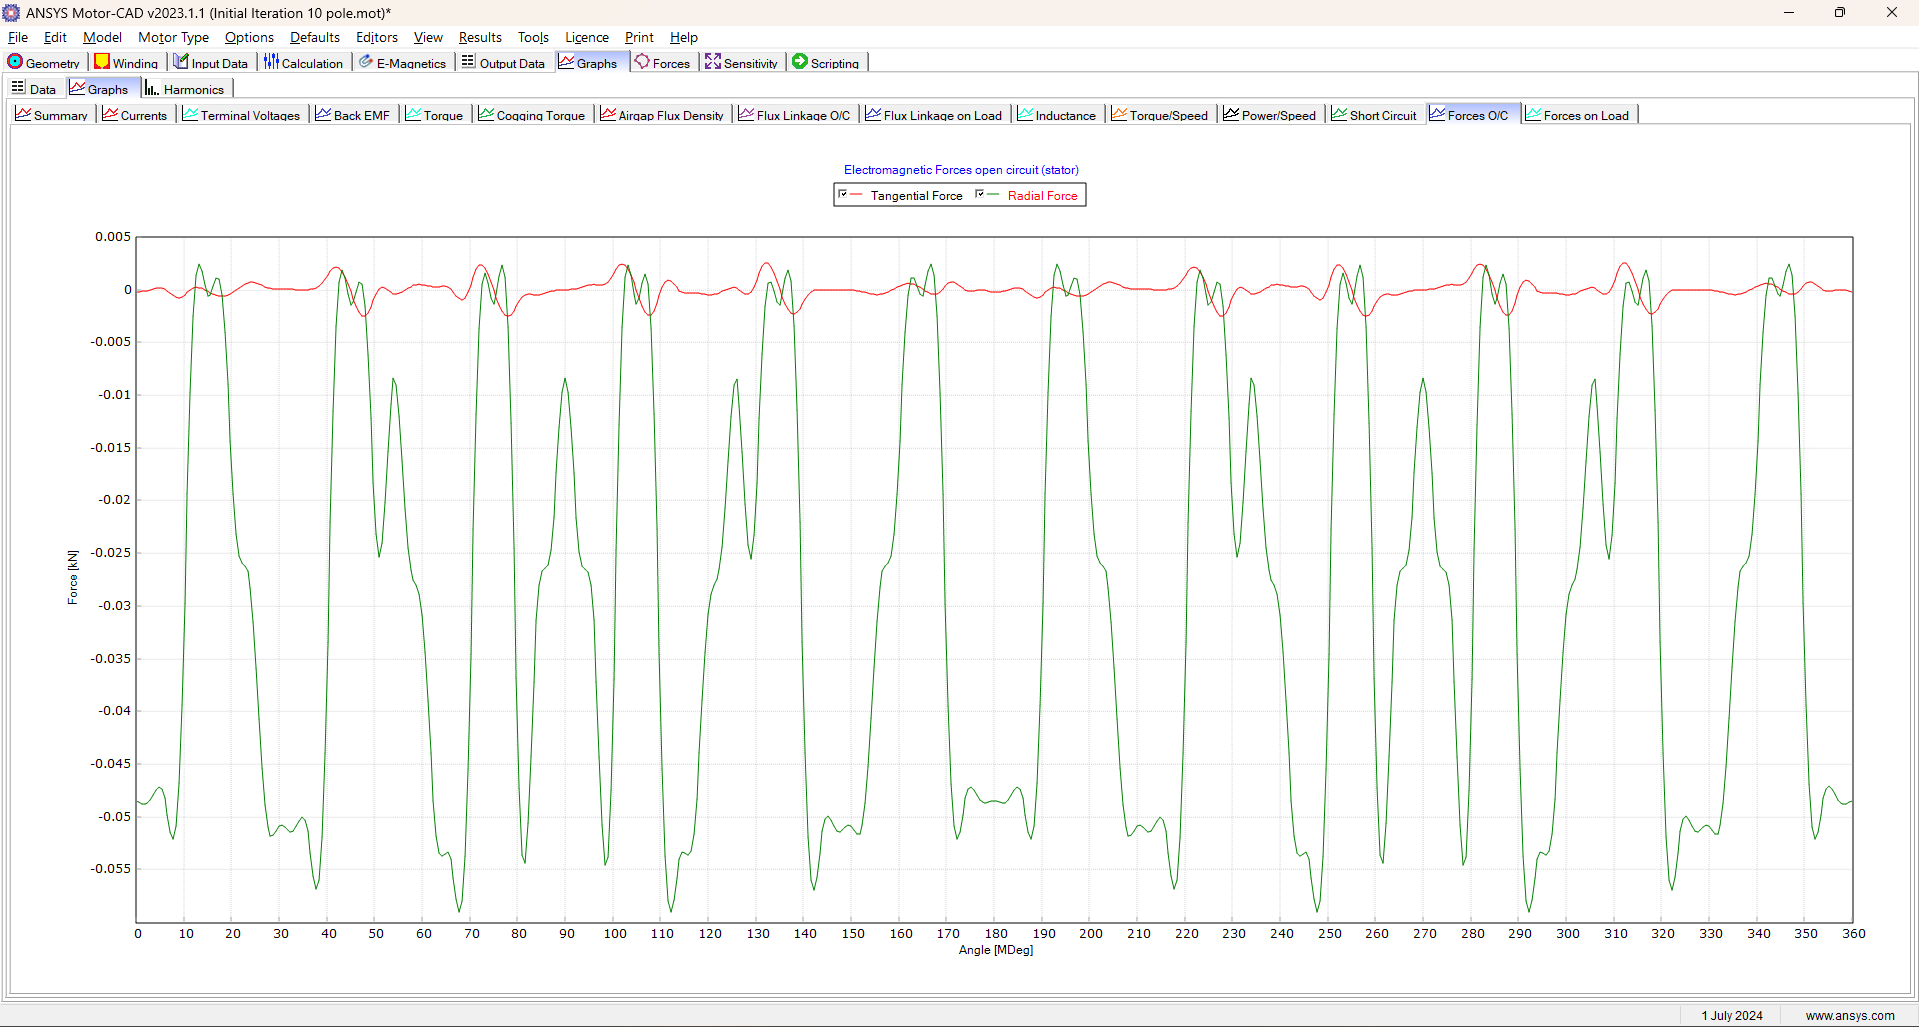 ANSYS Motor-CAD v2023.1.1 (Initial Iteration 10 pole.mot)*
File Edit Model Motor Type Options Defaults Editors View Results Tools Licence Print Help
Geometry Winding Input Data Calculation E-Magnetics Output Data Graphs Forces Sensitivity Scripting
Data Graphs Harmonics
Summary Currents Terminal Voltages Back EMF Torque Cogging Torque Airgap Flux Density Flux Linkage O/C Flux Linkage on Load Inductance Torque/Speed Power/Speed Short Circuit Forces O/C Forces on Load
Electromagnetic Forces open circuit (stator)
Tangential Force Radial Force
0.005
0
-0.005
-0.01
-0.015
-0.02
-0.025
Force [kN]
-0.03
-0.035
-0.04
-0.045
-0.05
-0.055
0 10 20 30 40 50 60 70 80 90 100 110 120 130 140 150 160 170 180 190 200 210 220 230 240 250 260 270 280 290 300 310 320 330 340 350 360
Angle [MDeg]
1 July 2024 www.ansys.com